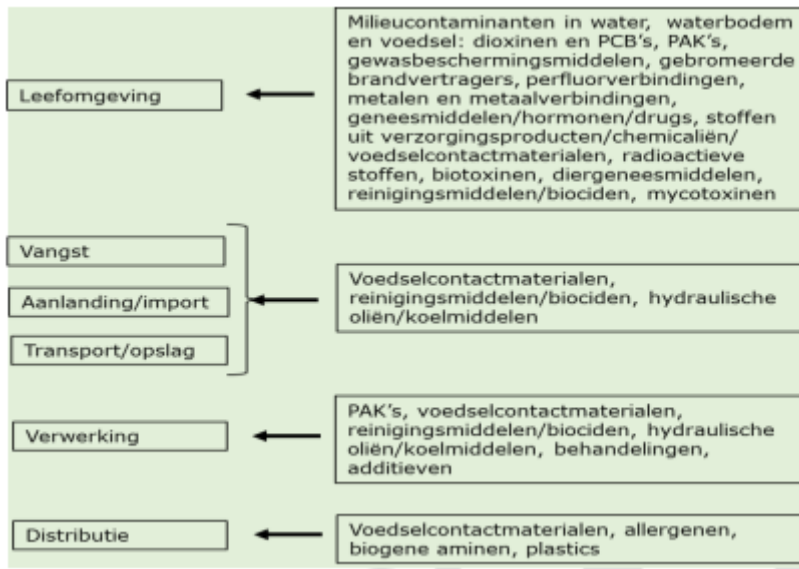 Leefomgeving
Milieucontaminanten in water, waterbodem
en voedsel: dioxinen en PCB's, PAK's,
gewasbeschermingsmiddelen, gebromeerde
brandvertragers, perfluorverbindingen,
metalen en metaalverbindingen,
geneesmiddelen/hormonen/drugs, stoffen
uit verzorgingsproducten/chemicaliën/
voedselcontactmaterialen, radioactieve
stoffen, biotoxinen, diergeneesmiddelen,
reinigingsmiddelen/biociden, mycotoxinen
Vangst
Aanlanding/import
Transport/opslag
Voedselcontactmaterialen,
reinigingsmiddelen/biociden, hydraulische
oliën/koelmiddelen
Verwerking
PAK's, voedselcontactmaterialen,
reinigingsmiddelen/biociden, hydraulische
oliën/koelmiddelen, behandelingen,
additieven
Distributie
Voedselcontactmaterialen, allergenen,
biogene aminen, plastics